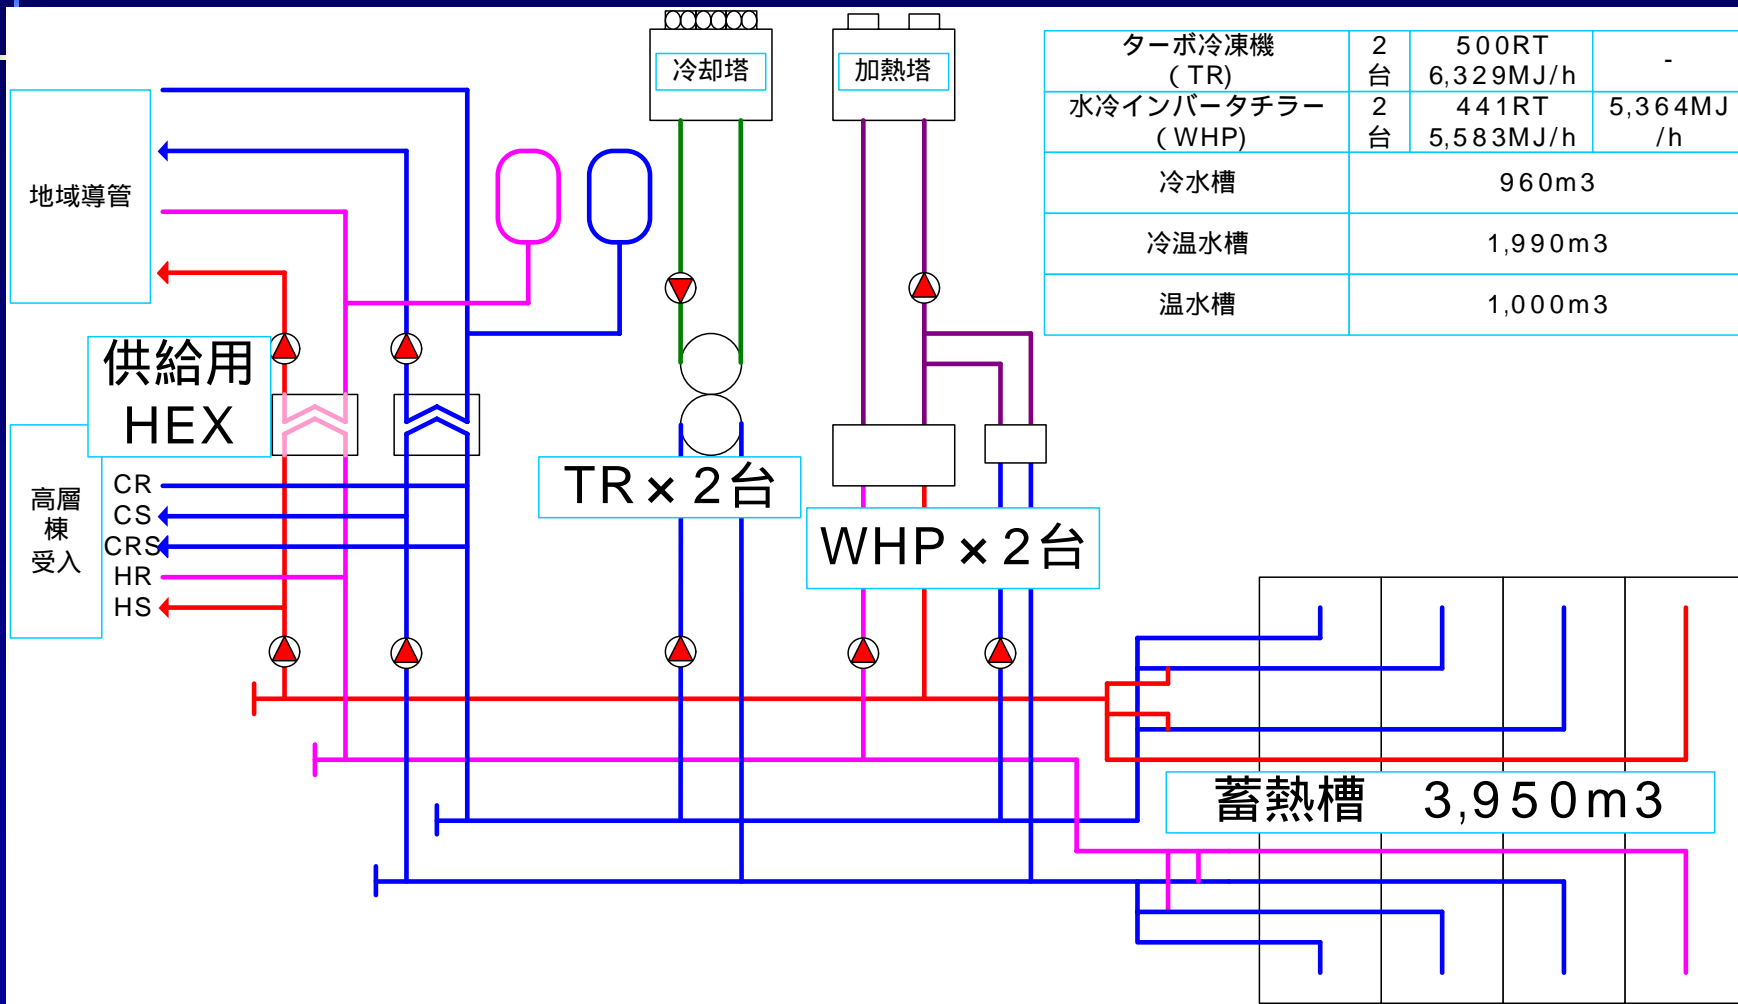 冷却塔
加熱塔
ターボ冷凍機
(TR)
2
台
500RT
6,329MJ/h
-
水冷インバータチラー
(WHP)
2
台
441RT
5,583MJ/h
5,364MJ
/h
冷水槽
960m3
冷温水槽
1,990m3
温水槽
1,000m3
地域導管
供給用
HEX
高層
棟
受入
CR
CS
CRS
HR
HS
TR×2台
WHP×2台
蓄熱槽 3,950m3